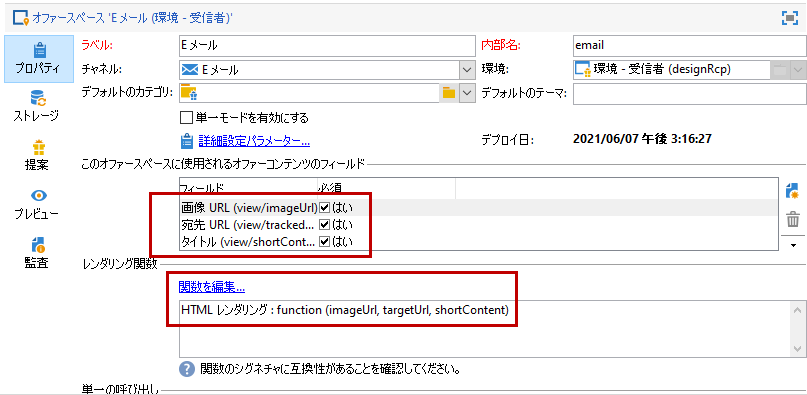 オファースペース 'E メール (環境 - 受信者)'
プロパティ
ストレージ
提案
プレビュー
監査
ラベル: E メール 内部名: email
チャネル: E メール 環境: 環境 - 受信者 (designRcp)
デフォルトのカテゴリ: デフォルトのテーマ:
単一モードを有効にする
詳細設定パラメーター... デプロイ日: 2021/06/07 午後 3:16:27
このオファースペースに使用されるオファーコンテンツのフィールド
フィールド 必須
画像 URL (view/imageUrl) はい
宛先 URL (view/tracked... はい
タイトル (view/shortCont... はい
レンダリング関数
関数を編集...
HTML レンダリング : function (imageUrl, targetUrl, shortContent)
関数のシグネチャに互換性があることを確認してください。
単一の呼び出し